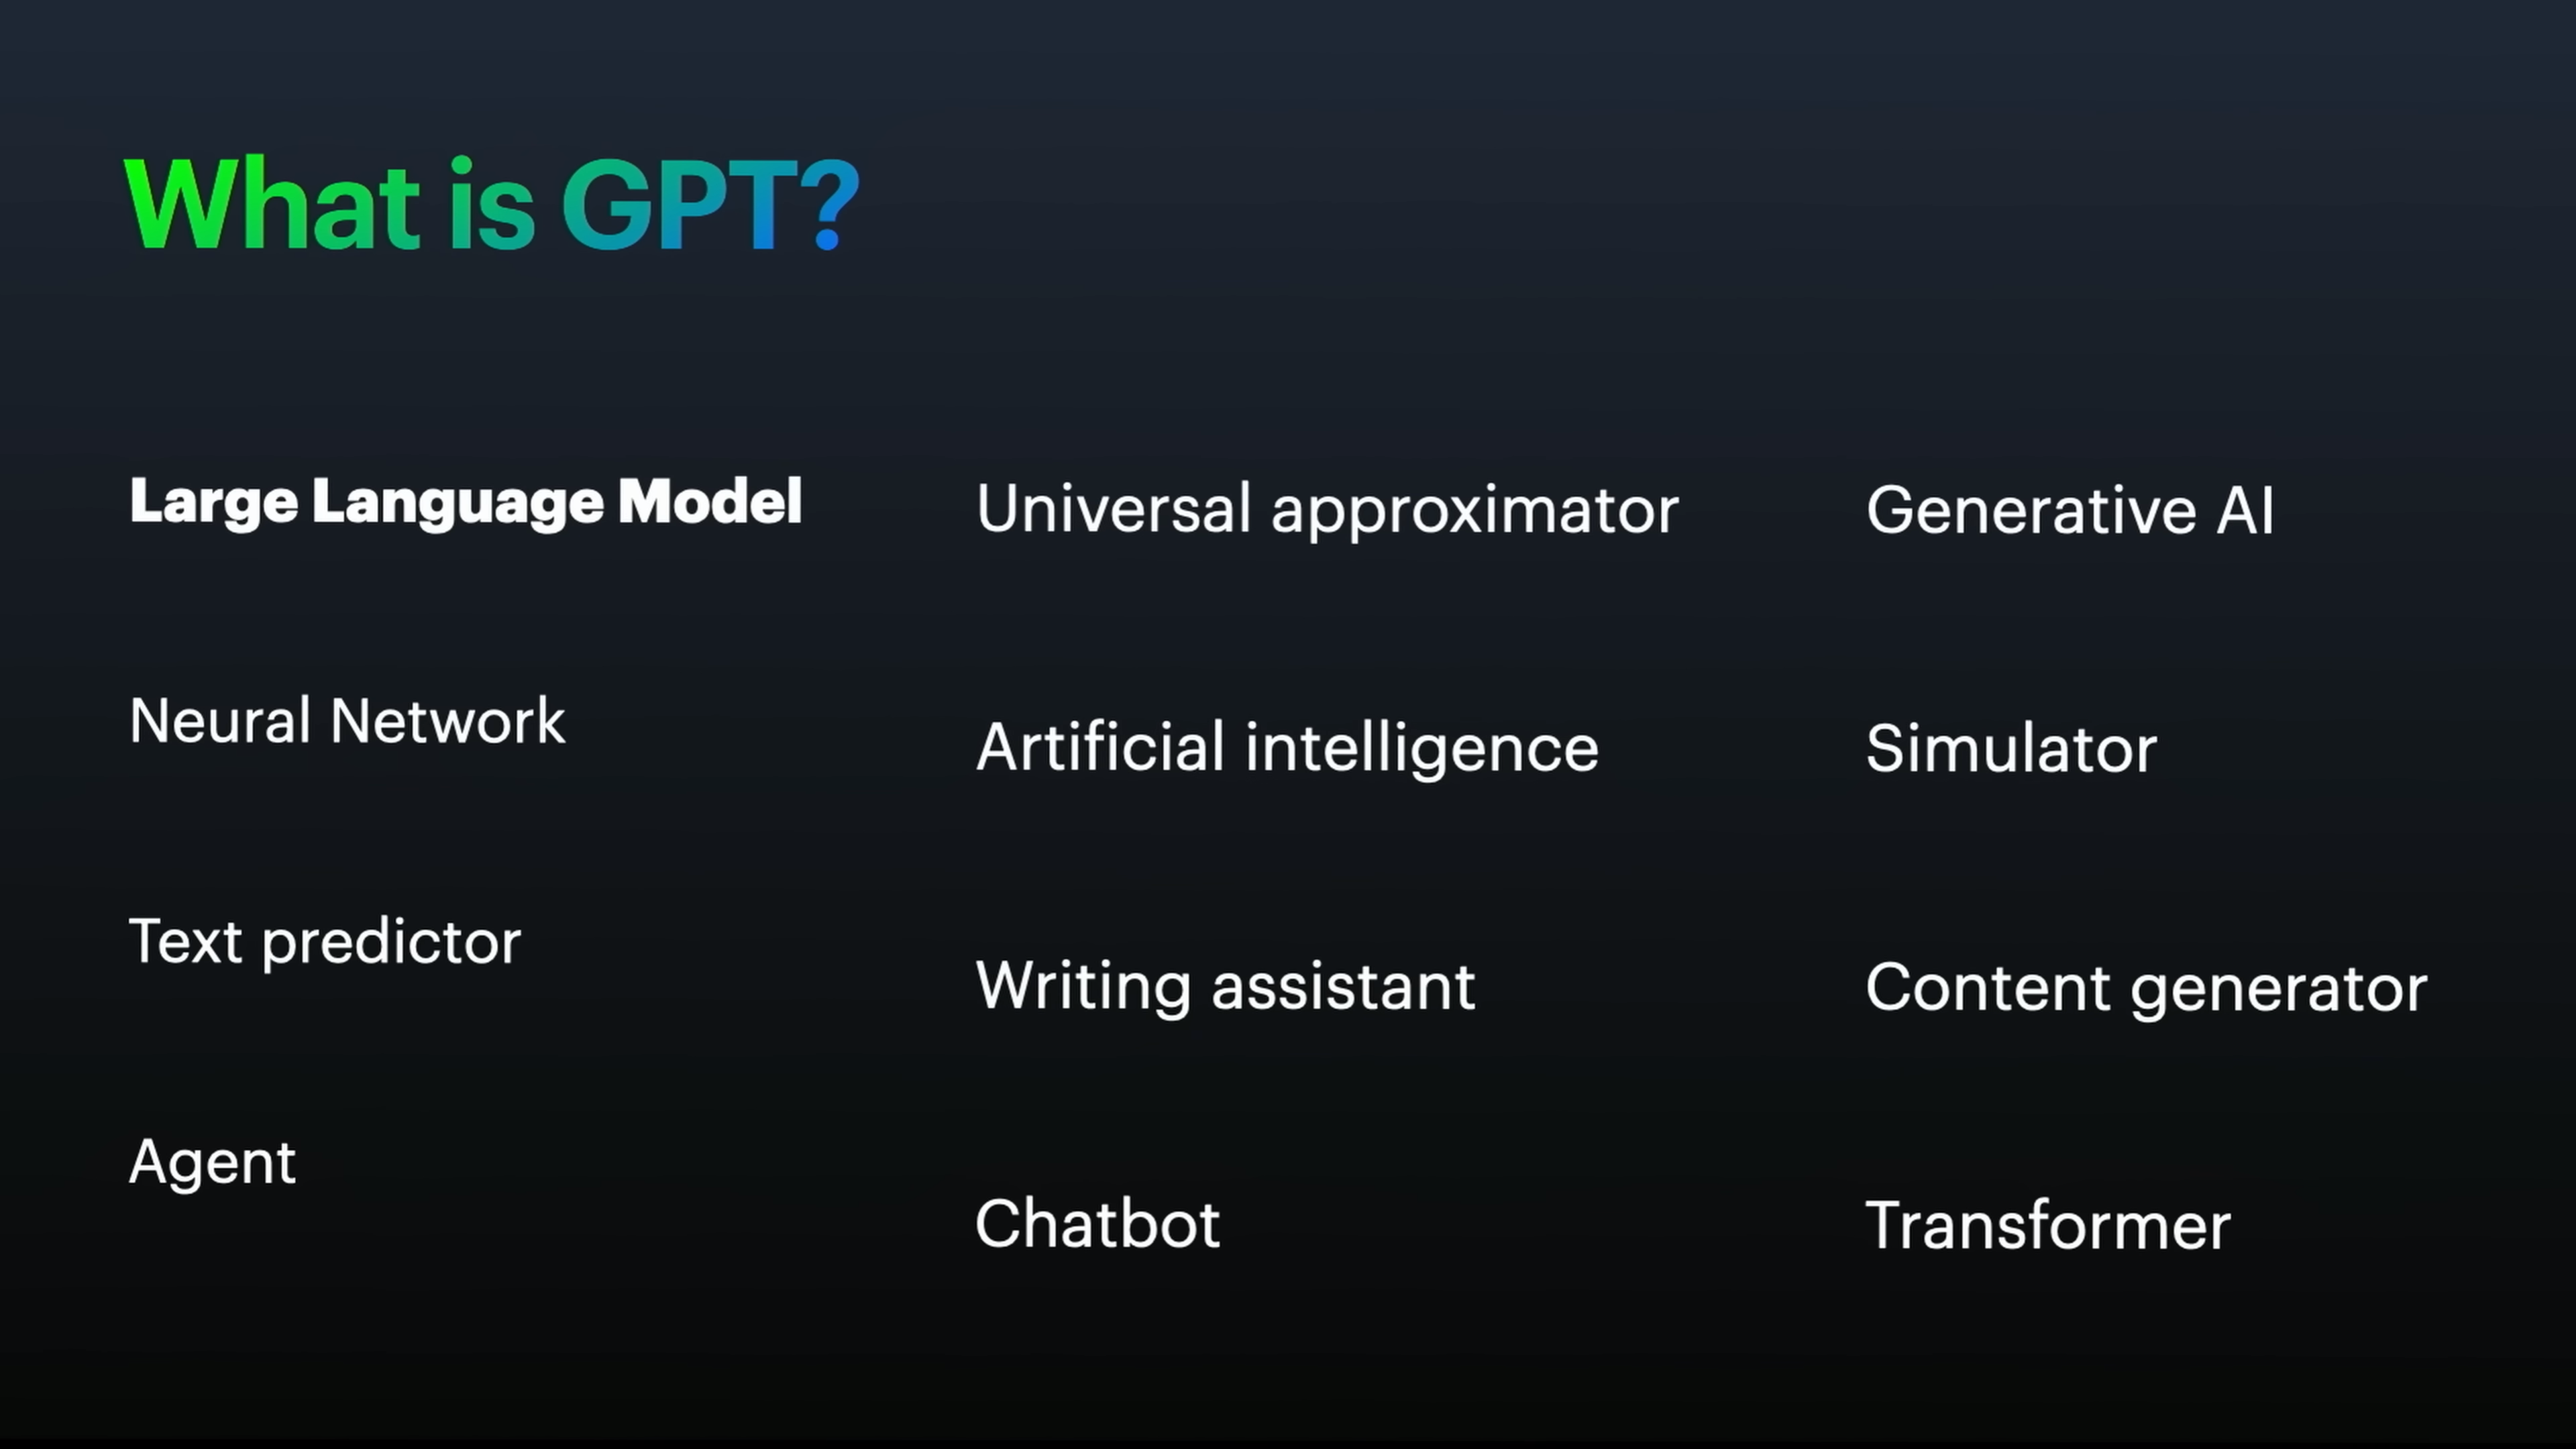 What is GPT?
Large Language Model
Neural Network
Text predictor
Agent
Universal approximator
Artificial intelligence
Writing assistant
Chatbot
Generative AI
Simulator
Content generator
Transformer